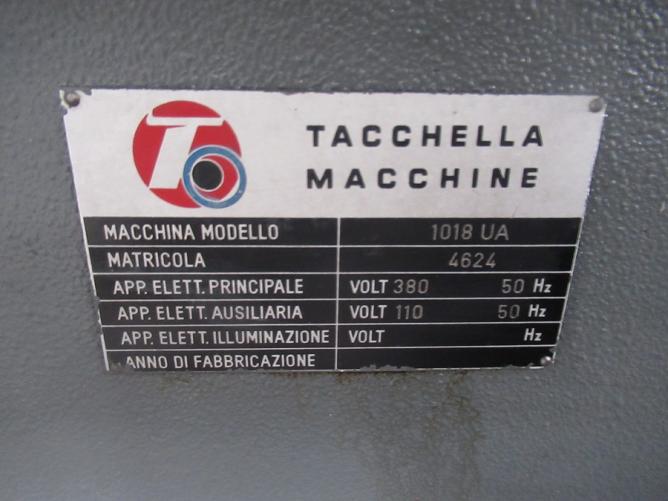 T
TACCHELLA
MACCHINE
MACCHINA MODELLO 1018 UA
MATRICOLA 4624
APP. ELETT. PRINCIPALE VOLT 380 50 Hz
APP. ELETT. AUSILIARIA VOLT 110 50 Hz
APP. ELETT. ILLUMINAZIONE VOLT Hz
ANNO DI FABBRICAZIONE